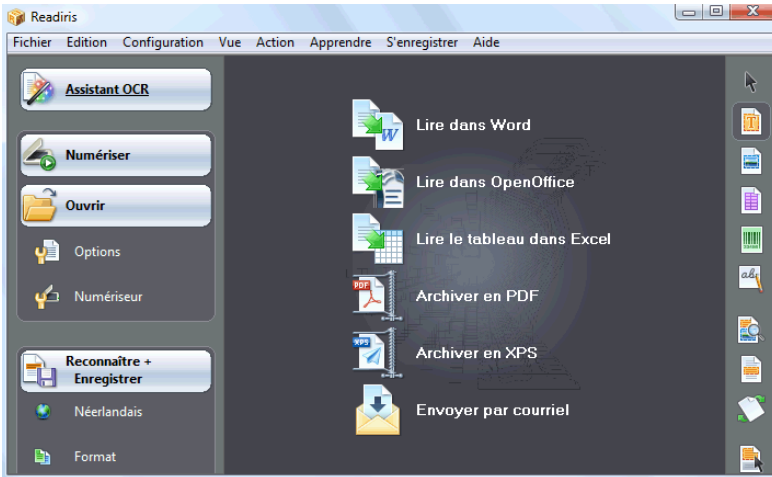 Readiris
Fichier Edition Configuration Vue Action Apprendre S'enregistrer Aide
Assistant OCR
Numériser
Ouvrir
Options
Numériseur
Reconnaître +
Enregistrer
Néerlandais
Format
W
Lire dans Word
Lire dans OpenOffice
Lire le tableau dans Excel
PDF
Archiver en PDF
XPS
Archiver en XPS
Envoyer par courriel
T
ab